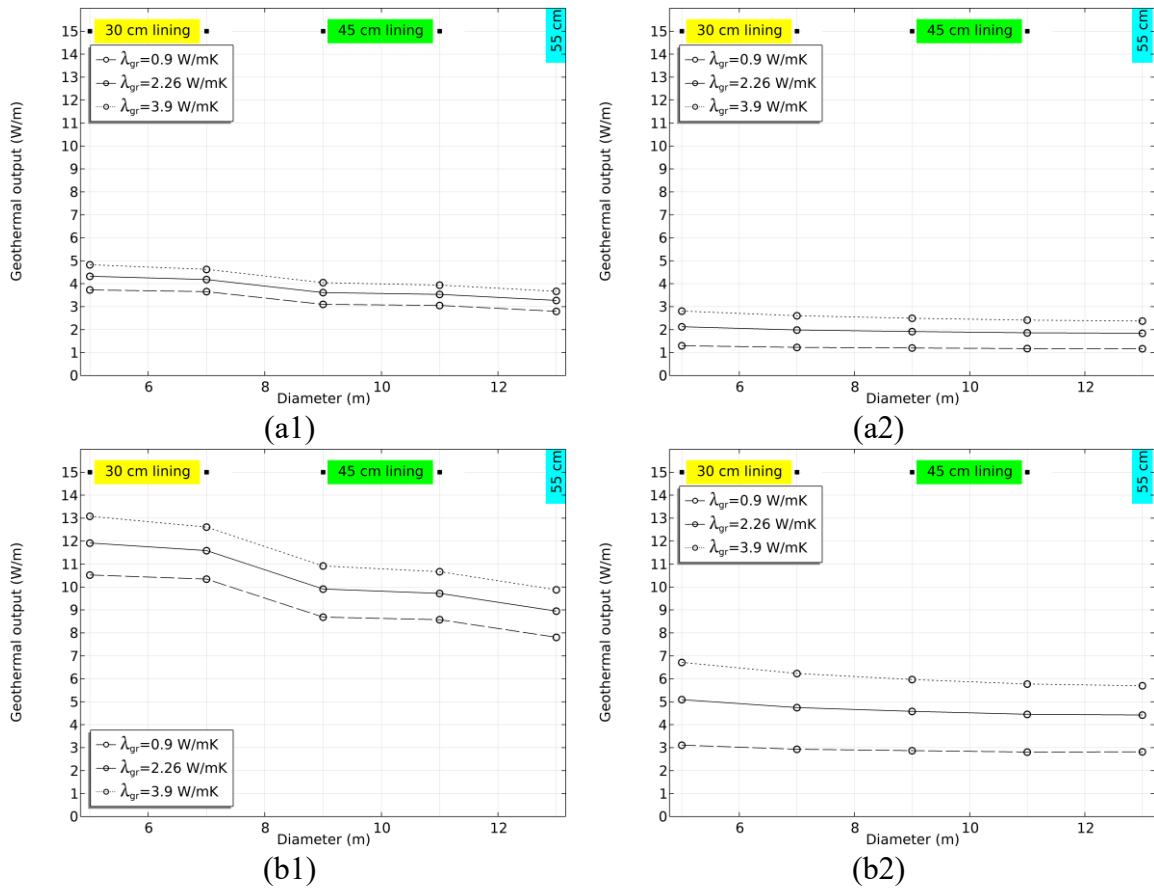 30 cm lining
45 cm lining
55 cm
λgr=0.9 W/mK
λgr=2.26 W/mK
λgr=3.9 W/mK
Geothermal output (W/m)
15
14
13
12
11
10
9
8
7
6
5
4
3
2
1
0
6 8 10 12
Diameter (m)
(a1)
30 cm lining
45 cm lining
55 cm
λgr=0.9 W/mK
λgr=2.26 W/mK
λgr=3.9 W/mK
Geothermal output (W/m)
15
14
13
12
11
10
9
8
7
6
5
4
3
2
1
0
6 8 10 12
Diameter (m)
(a2)
30 cm lining
45 cm lining
55 cm
Geothermal output (W/m)
15
14
13
12
11
10
9
8
7
6
5
4
3
2
1
0
λgr=0.9 W/mK
λgr=2.26 W/mK
λgr=3.9 W/mK
6 8 10 12
Diameter (m)
(b1)
30 cm lining
45 cm lining
55 cm
λgr=0.9 W/mK
λgr=2.26 W/mK
λgr=3.9 W/mK
Geothermal output (W/m)
15
14
13
12
11
10
9
8
7
6
5
4
3
2
1
0
6 8 10 12
Diameter (m)
(b2)